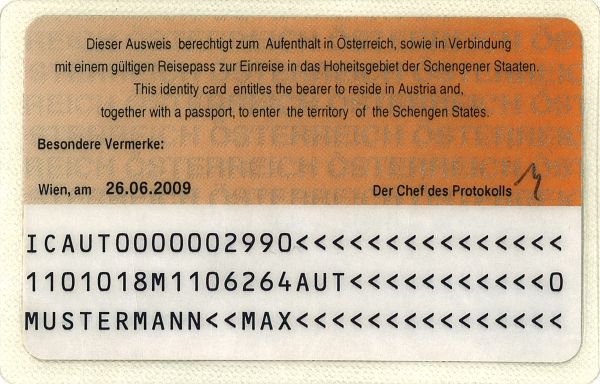 Dieser Ausweis berechtigt zum Aufenthalt in Österreich, sowie in Verbindung
mit einem gültigen Reisepass zur Einreise in das Hoheitsgebiet der Schengener Staaten.
This identity card entitles the bearer to reside in Austria and,
together with a passport, to enter the territory of the Schengen States.
Besondere Vermerke:
Wien, am 26.06.2009 Der Chef des Protokolls
ICAUT0000002990<<<<<<<<<<<<<<<
1101018M1106264AUT<<<<<<<<<<<0
MUSTERMANN<<MAX<<<<<<<<<<<<<<<